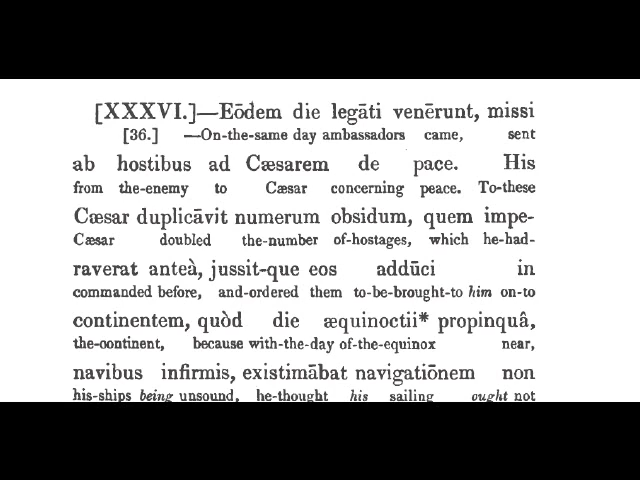 [XXXVI.]—Eōdem die legāti venērunt, missi
[36.] —On-the-same day ambassadors came, sent
ab hostibus ad Cæsarem de pace. His
from the-enemy to Cæsar concerning peace. To-these
Cæsar duplicāvit numerum obsidum, quem impe-
Cæsar doubled the-number of-hostages, which he-had-
raverat anteà, jussit-que eos addūci in
commanded before, and-ordered them to-be-brought-to him on-to
continentem, quòd die æquinoctii* propinquâ,
the-continent, because with-the-day of-the-equinox near,
navibus infirmis, existimābat navigatiōnem non
his-ships being unsound, he-thought his sailing ought not